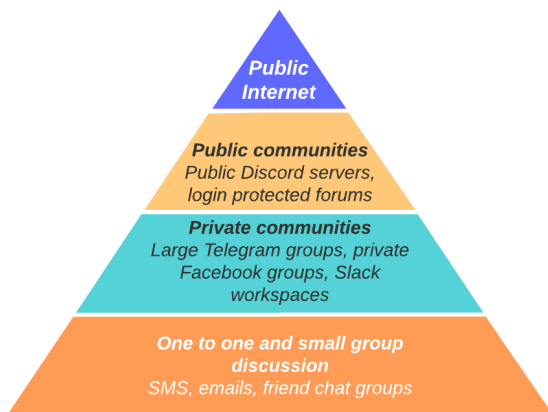 Public
Internet
Public communities
Public Discord servers,
login protected forums
Private communities
Large Telegram groups, private
Facebook groups, Slack
workspaces
One to one and small group
discussion
SMS, emails, friend chat groups